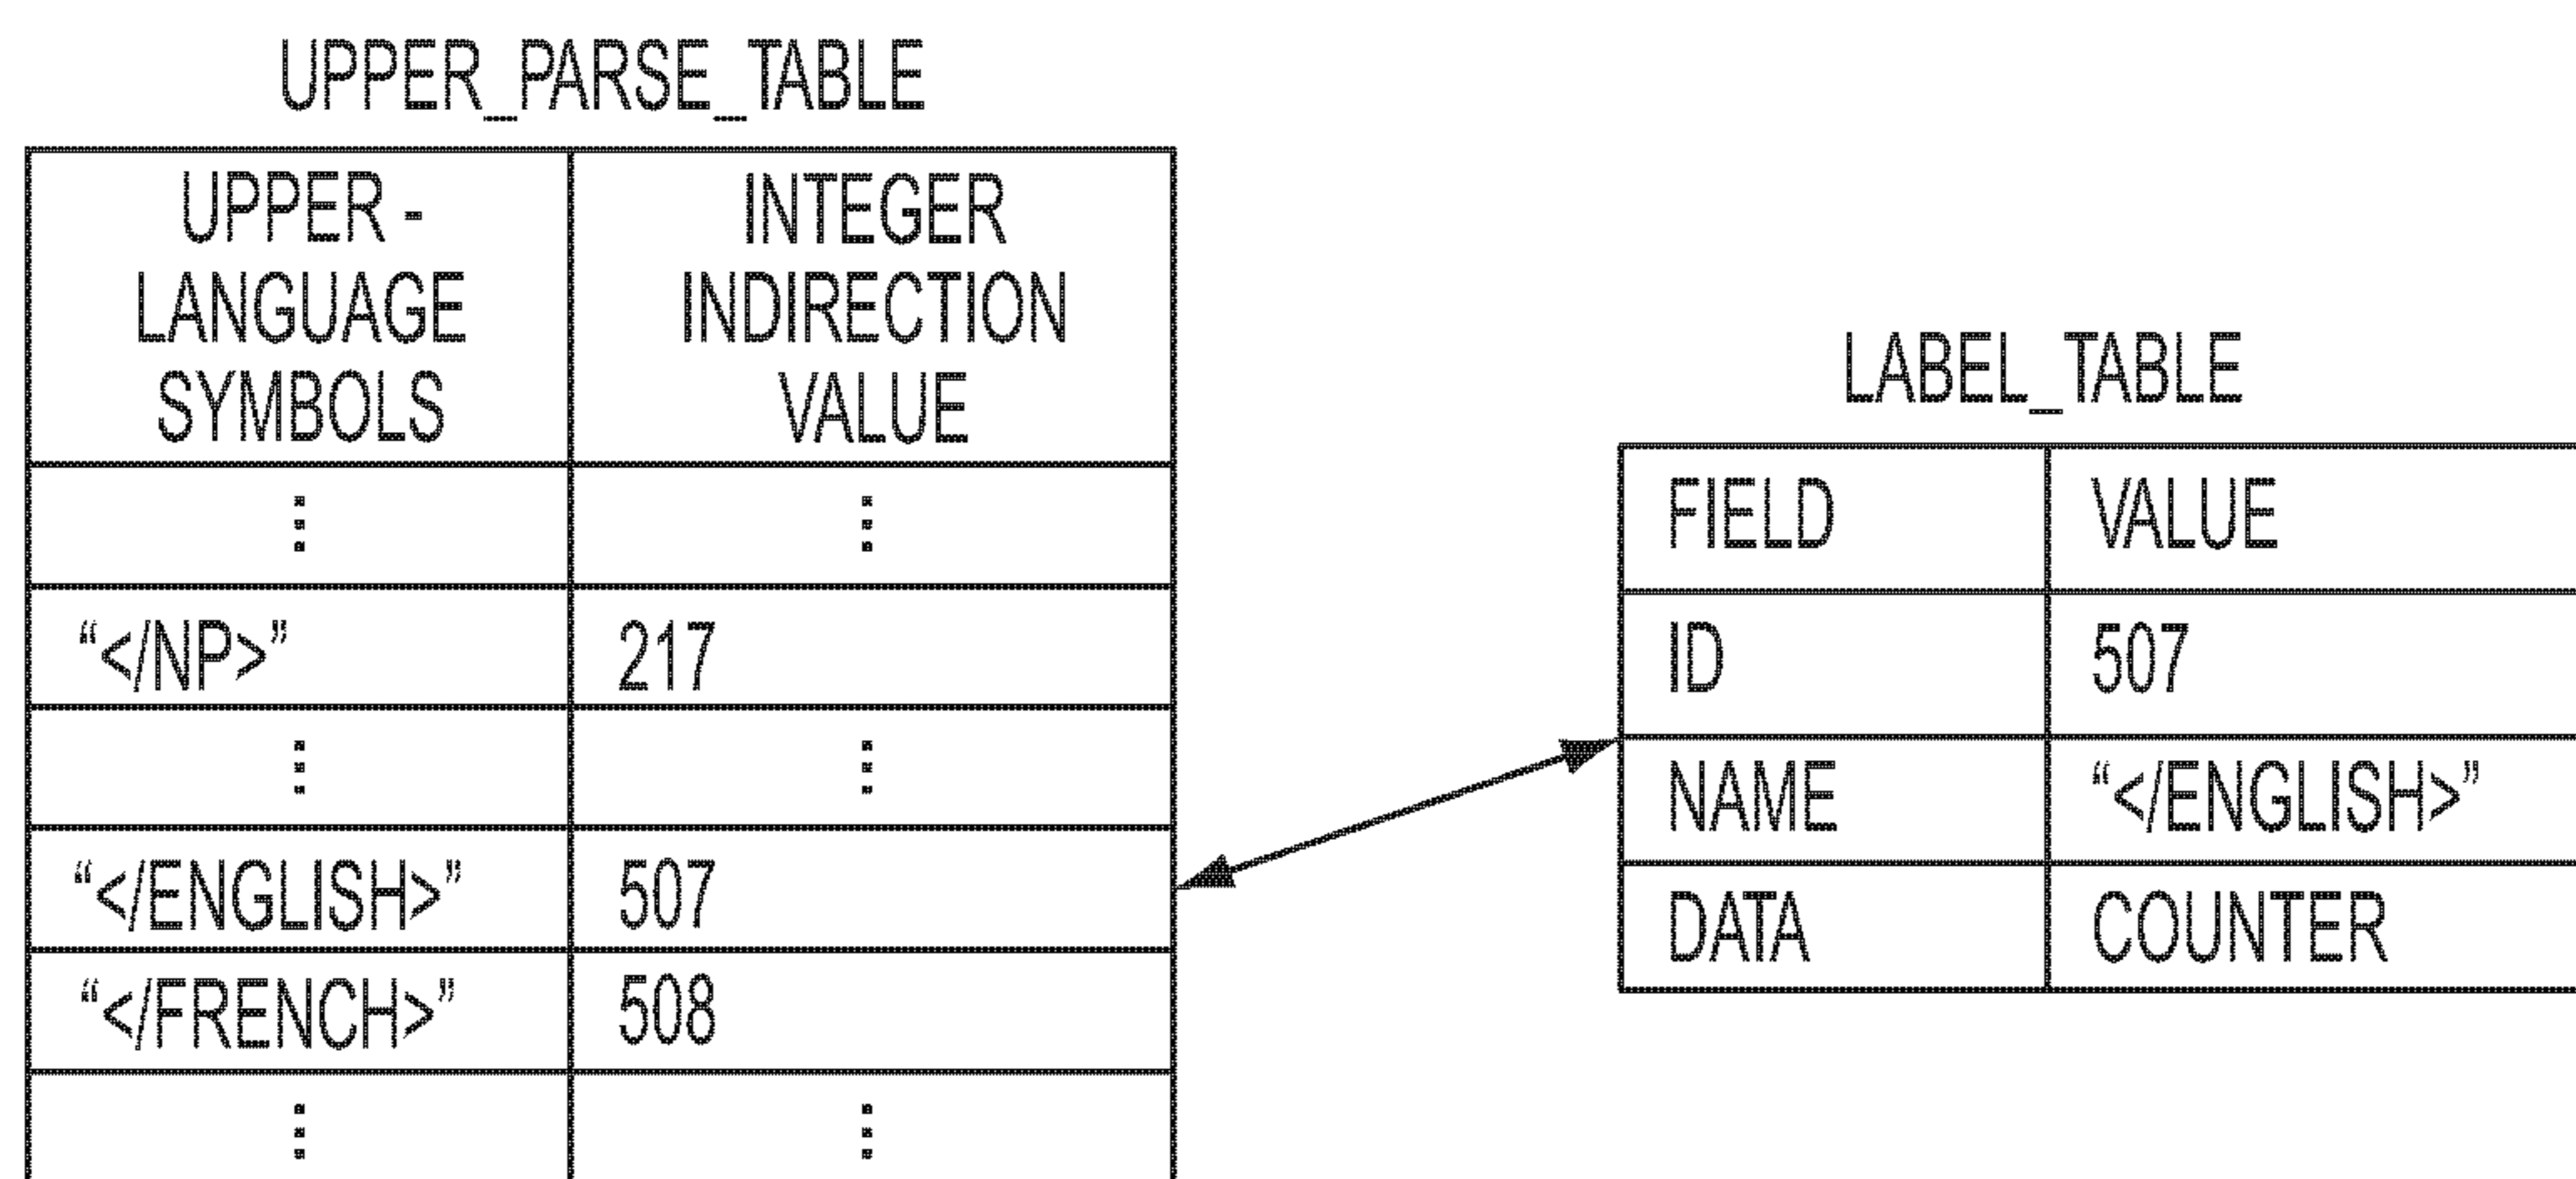 UPPER_PARSE_TABLE
UPPER -
LANGUAGE
SYMBOLS
INTEGER
INDIRECTION
VALUE
⋮ ⋮
“</NP>” 217
⋮ ⋮
“</ENGLISH>” 507
“</FRENCH>” 508
⋮ ⋮
LABEL_TABLE
FIELD VALUE
ID 507
NAME “</ENGLISH>”
DATA COUNTER